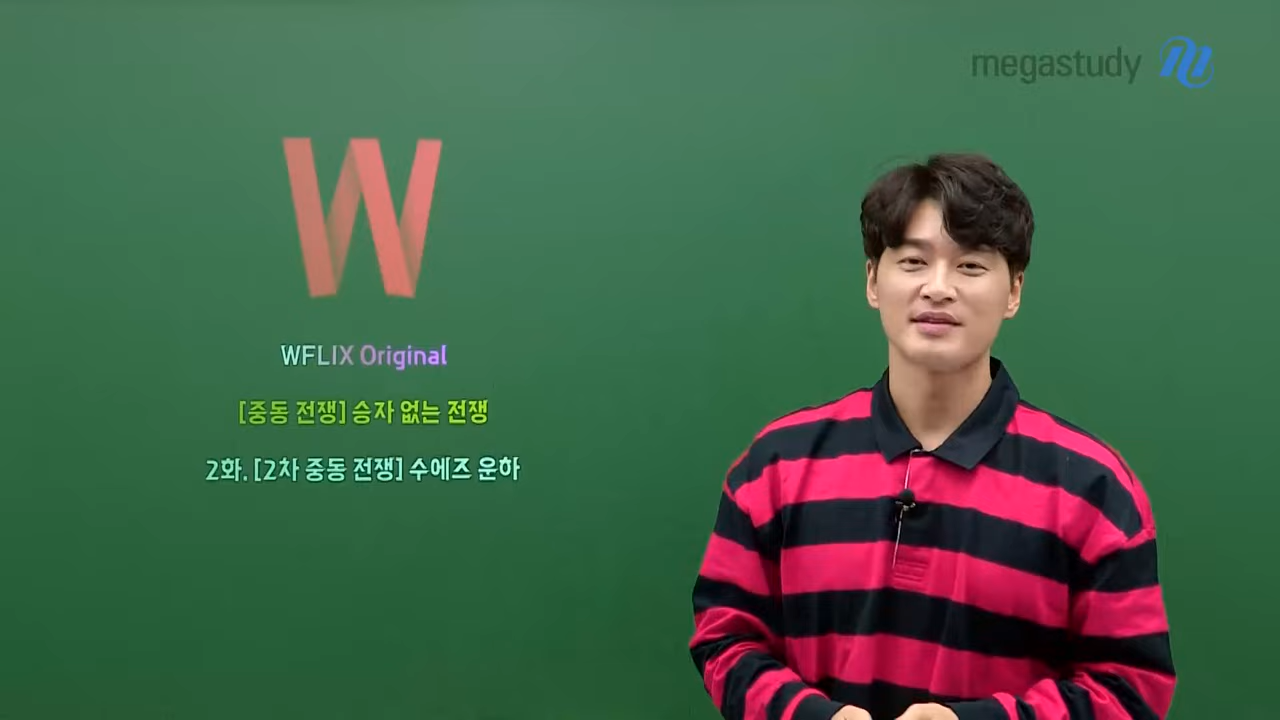 megastudy
W
WFLIX Original
[중동 전쟁] 승자 없는 전쟁
2화. [2차 중동 전쟁] 수에즈 운하